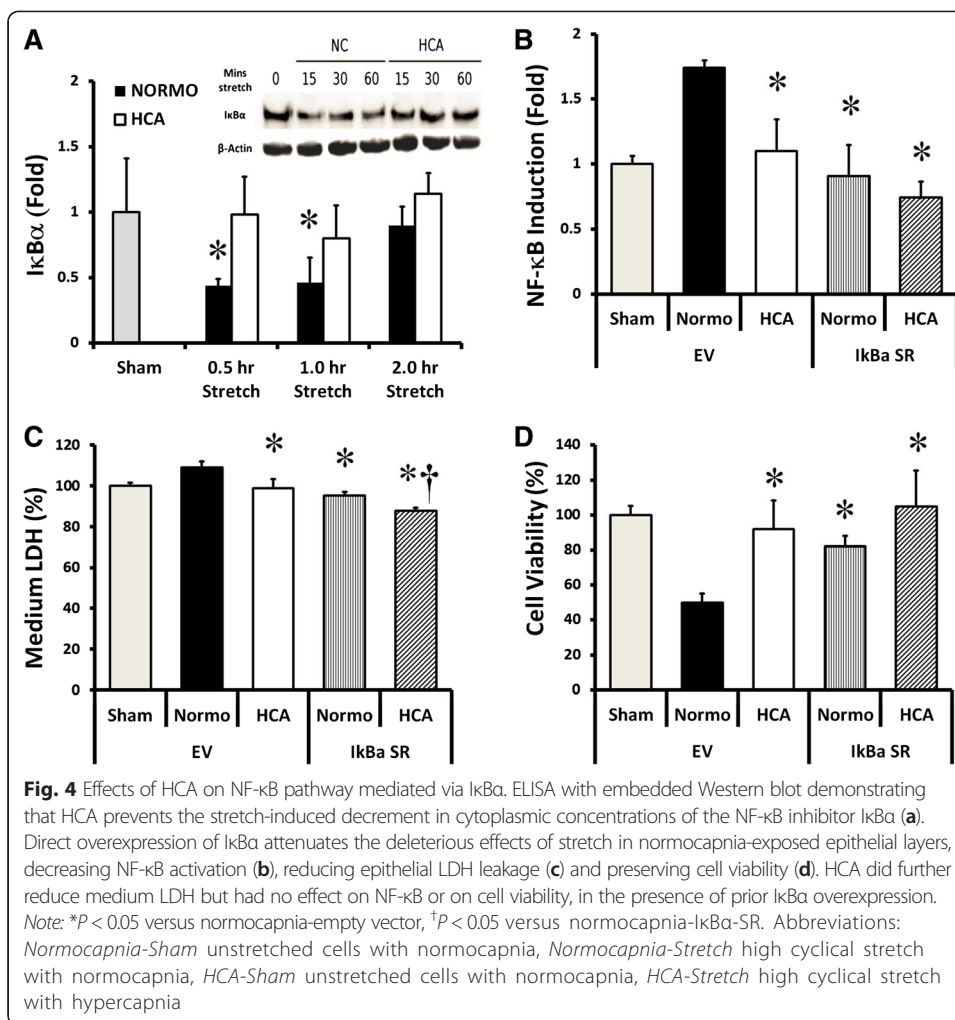 A
NC HCA
Mins stretch 0 15 30 60 15 30 60
IκBα
β-Actin
NORMO
HCA
IκBα (Fold)
2
1.5
1
0.5
0
Sham 0.5 hr Stretch 1.0 hr Stretch 2.0 hr Stretch
* *
B
NF-κB Induction (Fold)
2
1.5
1
0.5
0
* * *
Sham Normo HCA Normo HCA
EV IkBa SR
C
Medium LDH (%)
120
100
80
60
40
20
0
* * *†
Sham Normo HCA Normo HCA
EV IkBa SR
D
Cell Viability (%)
140
120
100
80
60
40
20
0
* * *
Sham Normo HCA Normo HCA
EV IkBa SR
Fig. 4 Effects of HCA on NF-κB pathway mediated via IκBα. ELISA with embedded Western blot demonstrating
that HCA prevents the stretch-induced decrement in cytoplasmic concentrations of the NF-κB inhibitor IκBα (a).
Direct overexpression of IκBα attenuates the deleterious effects of stretch in normocapnia-exposed epithelial layers,
decreasing NF-κB activation (b), reducing epithelial LDH leakage (c) and preserving cell viability (d). HCA did further
reduce medium LDH but had no effect on NF-κB or on cell viability, in the presence of prior IκBα overexpression.
Note: *P < 0.05 versus normocapnia-empty vector, †P < 0.05 versus normocapnia-IκBα-SR. Abbreviations:
Normocapnia-Sham unstretched cells with normocapnia, Normocapnia-Stretch high cyclical stretch
with normocapnia, HCA-Sham unstretched cells with normocapnia, HCA-Stretch high cyclical stretch
with hypercapnia